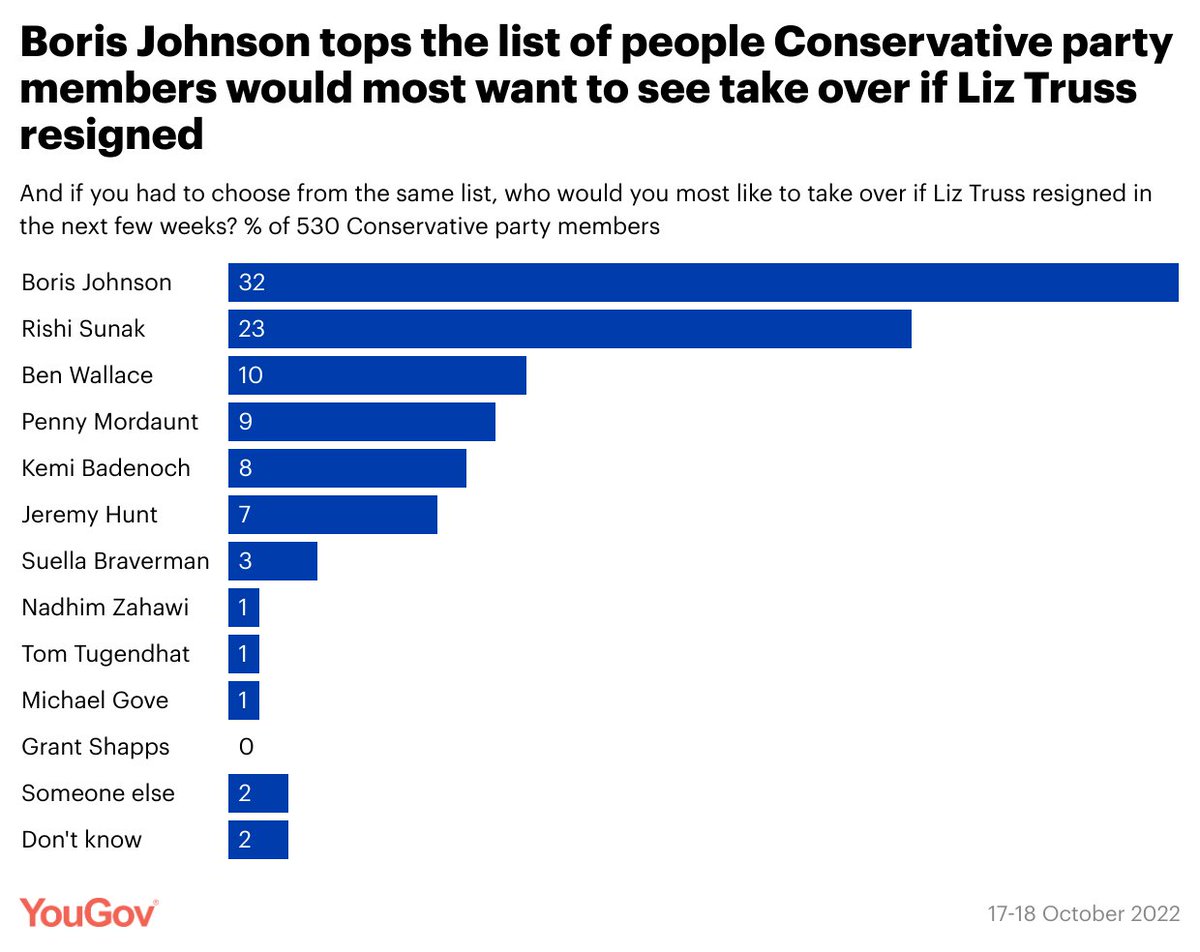 Boris Johnson tops the list of people Conservative party
members would most want to see take over if Liz Truss
resigned
And if you had to choose from the same list, who would you most like to take over if Liz Truss resigned in
the next few weeks? % of 530 Conservative party members
Boris Johnson 32
Rishi Sunak 23
Ben Wallace 10
Penny Mordaunt 9
Kemi Badenoch 8
Jeremy Hunt 7
Suella Braverman 3
Nadhim Zahawi 1
Tom Tugendhat 1
Michael Gove 1
Grant Shapps 0
Someone else 2
Don't know 2
YouGov® 17-18 October 2022